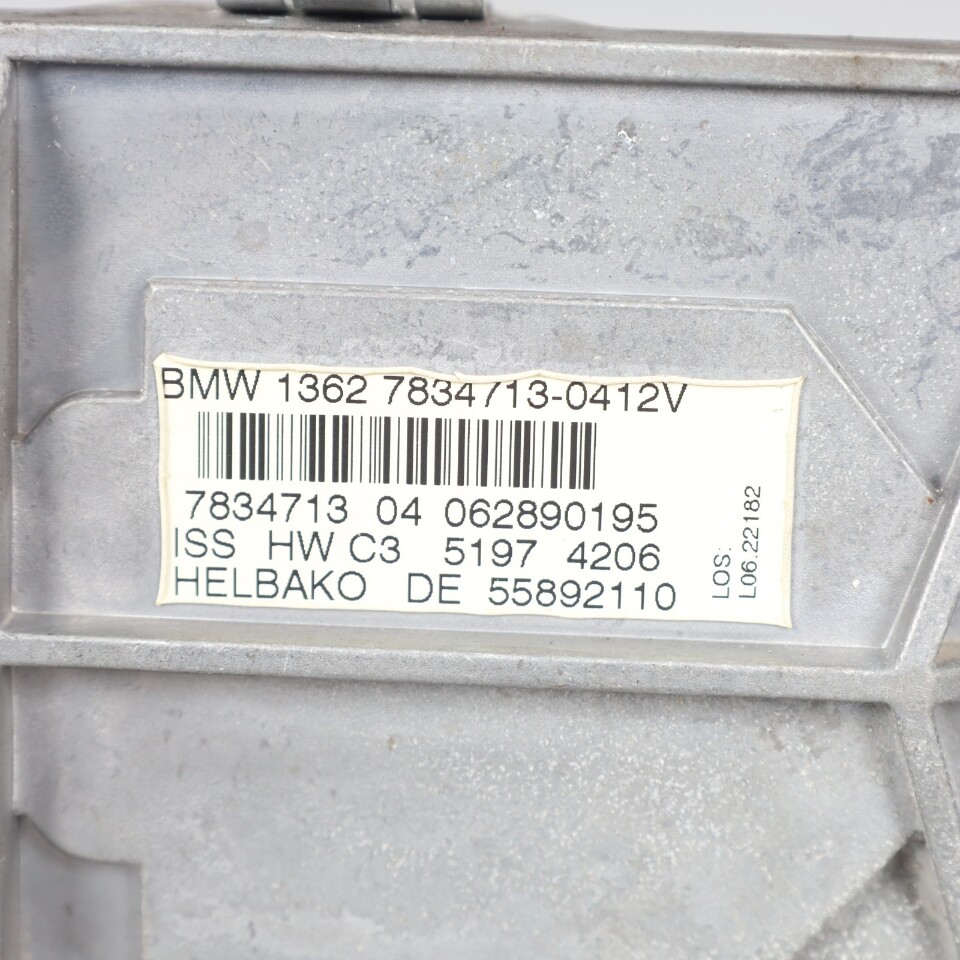 BMW 1362 7834713-0412V
7834713 04 062890195
ISS HW C3 5197 4206
HELBAKO DE 55892110
LOS:
L06.22182